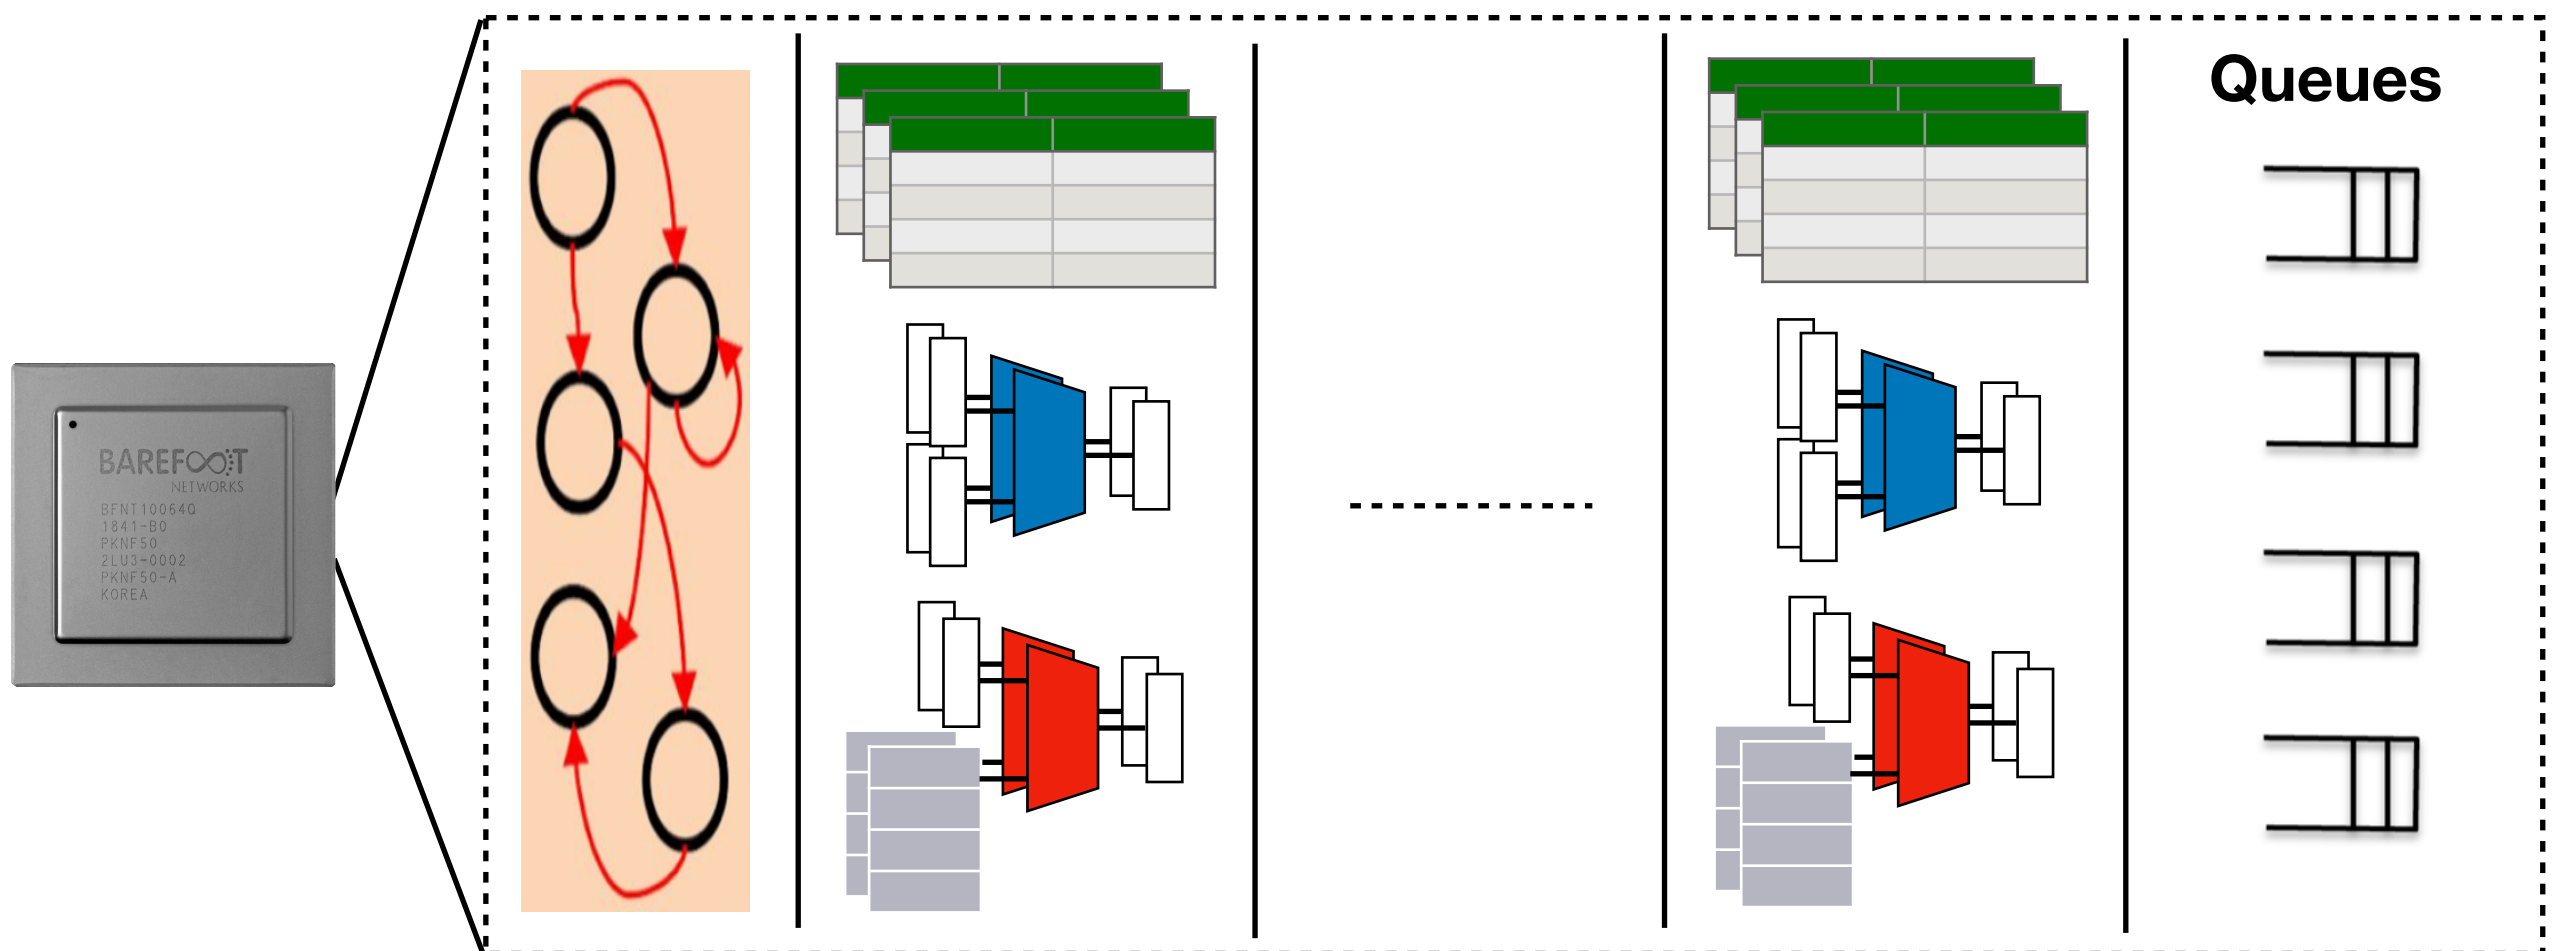 BAREFOOT
NETWORKS
BFNT10064Q
1841-B0
PKNF50
2LU3-0002
PKNF50-A
KOREA
Queues